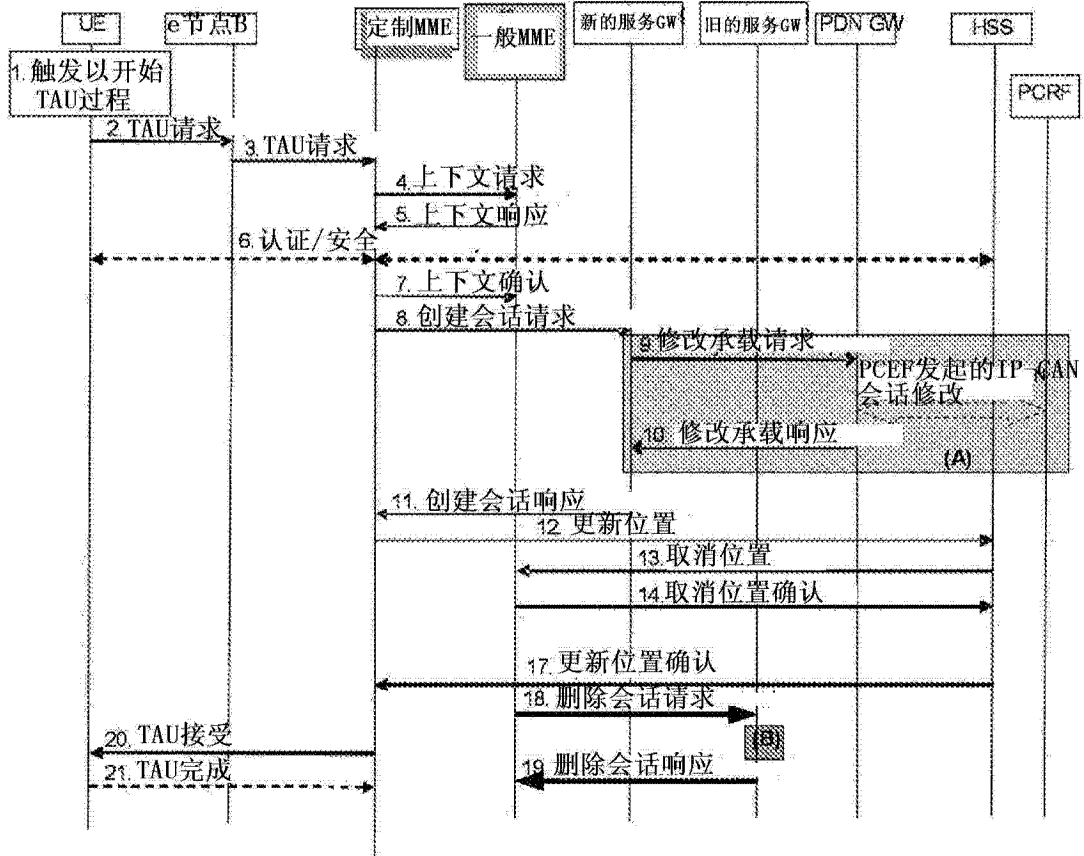 UE
e节点B
定制MME
一般MME
新的服务GW
旧的服务GW
PDN GW
HSS
PCRF
1.触发以开始
TAU过程
2.TAU请求
3.TAU请求
4.上下文请求
5.上下文响应
6.认证/安全
7.上下文确认
8.创建会话请求
9.修改承载请求
PCEF发起的IP CAN
会话修改
10.修改承载响应
(A)
11.创建会话响应
12.更新位置
13.取消位置
14.取消位置确认
17.更新位置确认
18.删除会话请求
(B)
20.TAU接受
19.删除会话响应
21.TAU完成